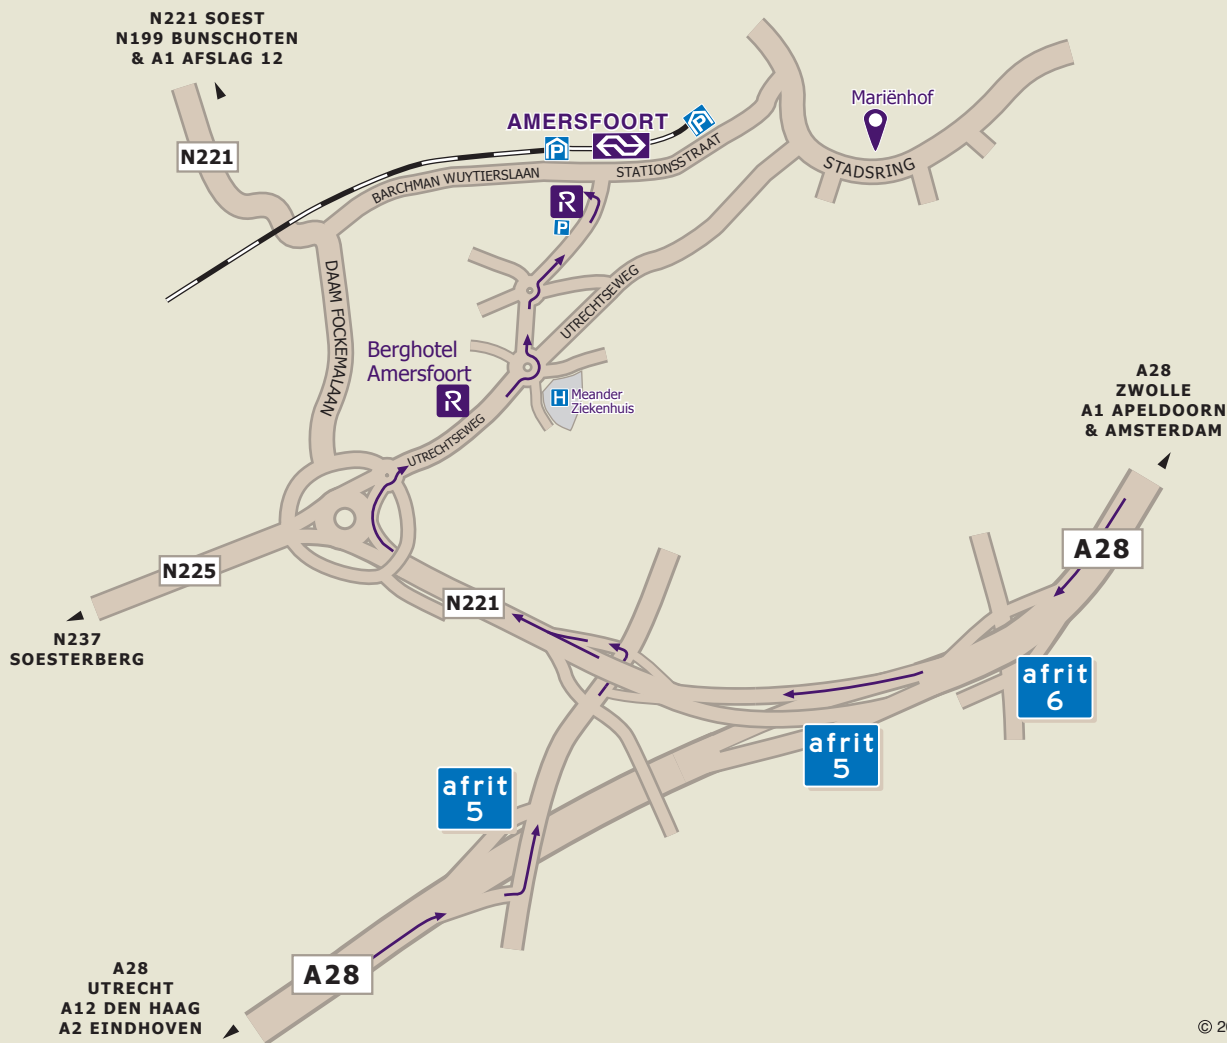 N221 SOEST
N199 BUNSCHOTEN
& A1 AFSLAG 12
N221
AMERSFOORT
P
P
Mariënhof
STADSRING
STATIONSSTRAAT
BARCHMAN WUYTIERSLAAN
R
P
DAAM FOCKEMALAAN
UTRECHTSEWEG
Berghotel
Amersfoort
R
H Meander
Ziekenhuis
UTRECHTSEWEG
A28
ZWOLLE
A1 APELDOORN
& AMSTERDAM
A28
N225
N237
SOESTERBERG
N221
afrit
6
afrit
5
afrit
5
A28
A28
UTRECHT
A12 DEN HAAG
A2 EINDHOVEN
©